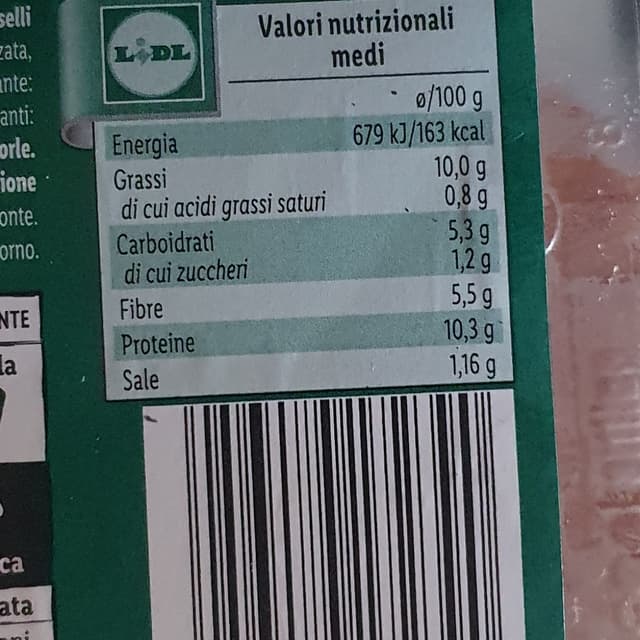 selli
zata,
ante:
anti:
orle.
ione
onte.
orno.
NTE
la
ca
ata
LIDL
Valori nutrizionali
medi
ø/100 g
Energia 679 kJ/163 kcal
Grassi 10,0 g
di cui acidi grassi saturi 0,8 g
Carboidrati 5,3 g
di cui zuccheri 1,2 g
Fibre 5,5 g
Proteine 10,3 g
Sale 1,16 g